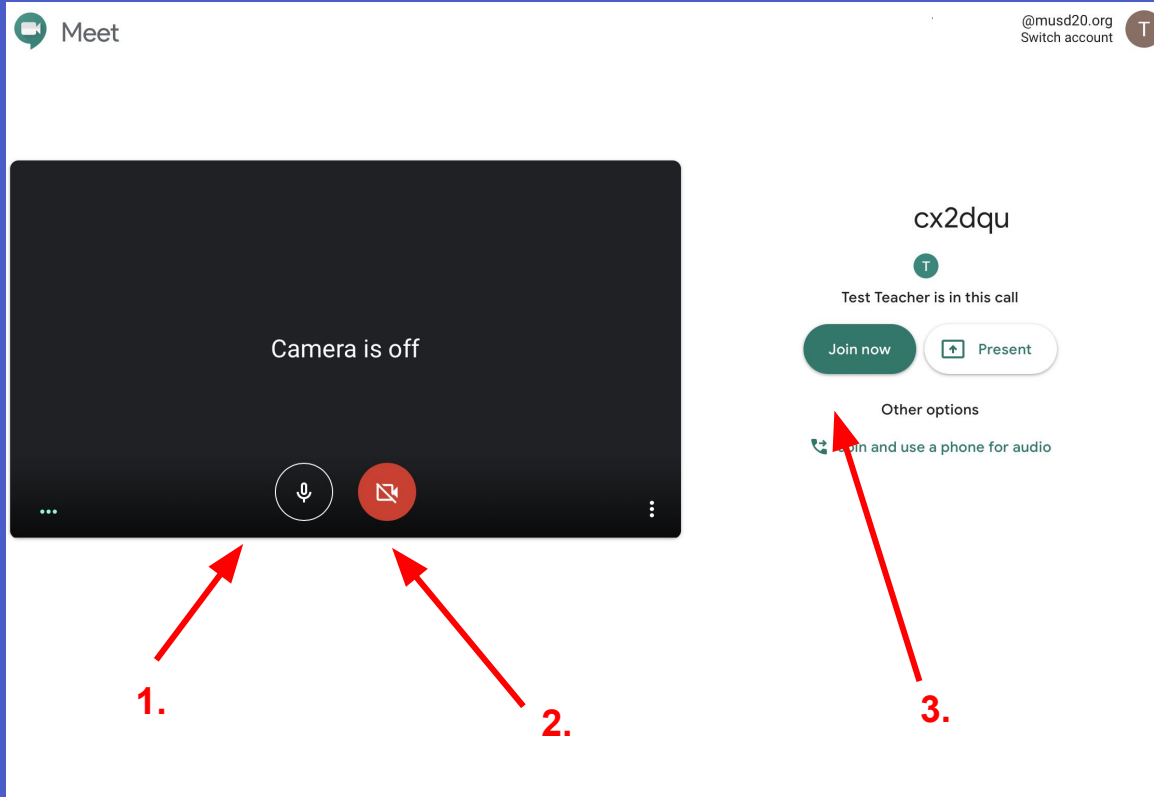 Meet
@musd20.org
Switch account
T
cx2dqu
T
Test Teacher is in this call
Camera is off
Join now
Present
Other options
and use a phone for audio
1.
2.
3.